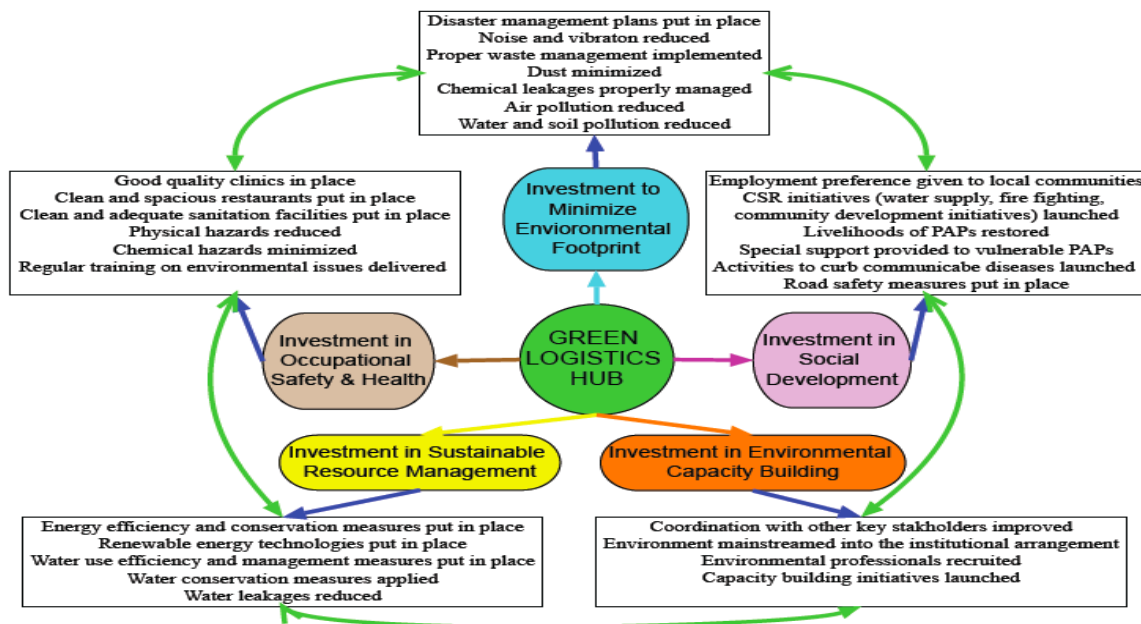 Disaster management plans put in place
Noise and vibraton reduced
Proper waste management implemented
Dust minimized
Chemical leakages properly managed
Air pollution reduced
Water and soil pollution reduced
Good quality clinics in place
Clean and spacious restaurants put in place
Clean and adequate sanitation facilities put in place
Physical hazards reduced
Chemical hazards minimized
Regular training on environmental issues delivered
Investment to
Minimize
Envioronmental
Footprint
Employment preference given to local communities
CSR initiatives (water supply, fire fighting,
community development initiatives) launched
Livelihoods of PAPs restored
Special support provided to vulnerable PAPs
Activities to curb communicabe diseases launched
Road safety measures put in place
Investment in
Occupational
Safety & Health
GREEN
LOGISTICS
HUB
Investment in
Social
Development
Investment in Sustainable
Resource Management
Investment in Environmental
Capacity Building
Energy efficiency and conservation measures put in place
Renewable energy technologies put in place
Water use efficiency and management measures put in place
Water conservation measures applied
Water leakages reduced
Coordination with other key stakholders improved
Environment mainstreamed into the institutional arrangement
Environmental professionals recruited
Capacity building initiatives launched